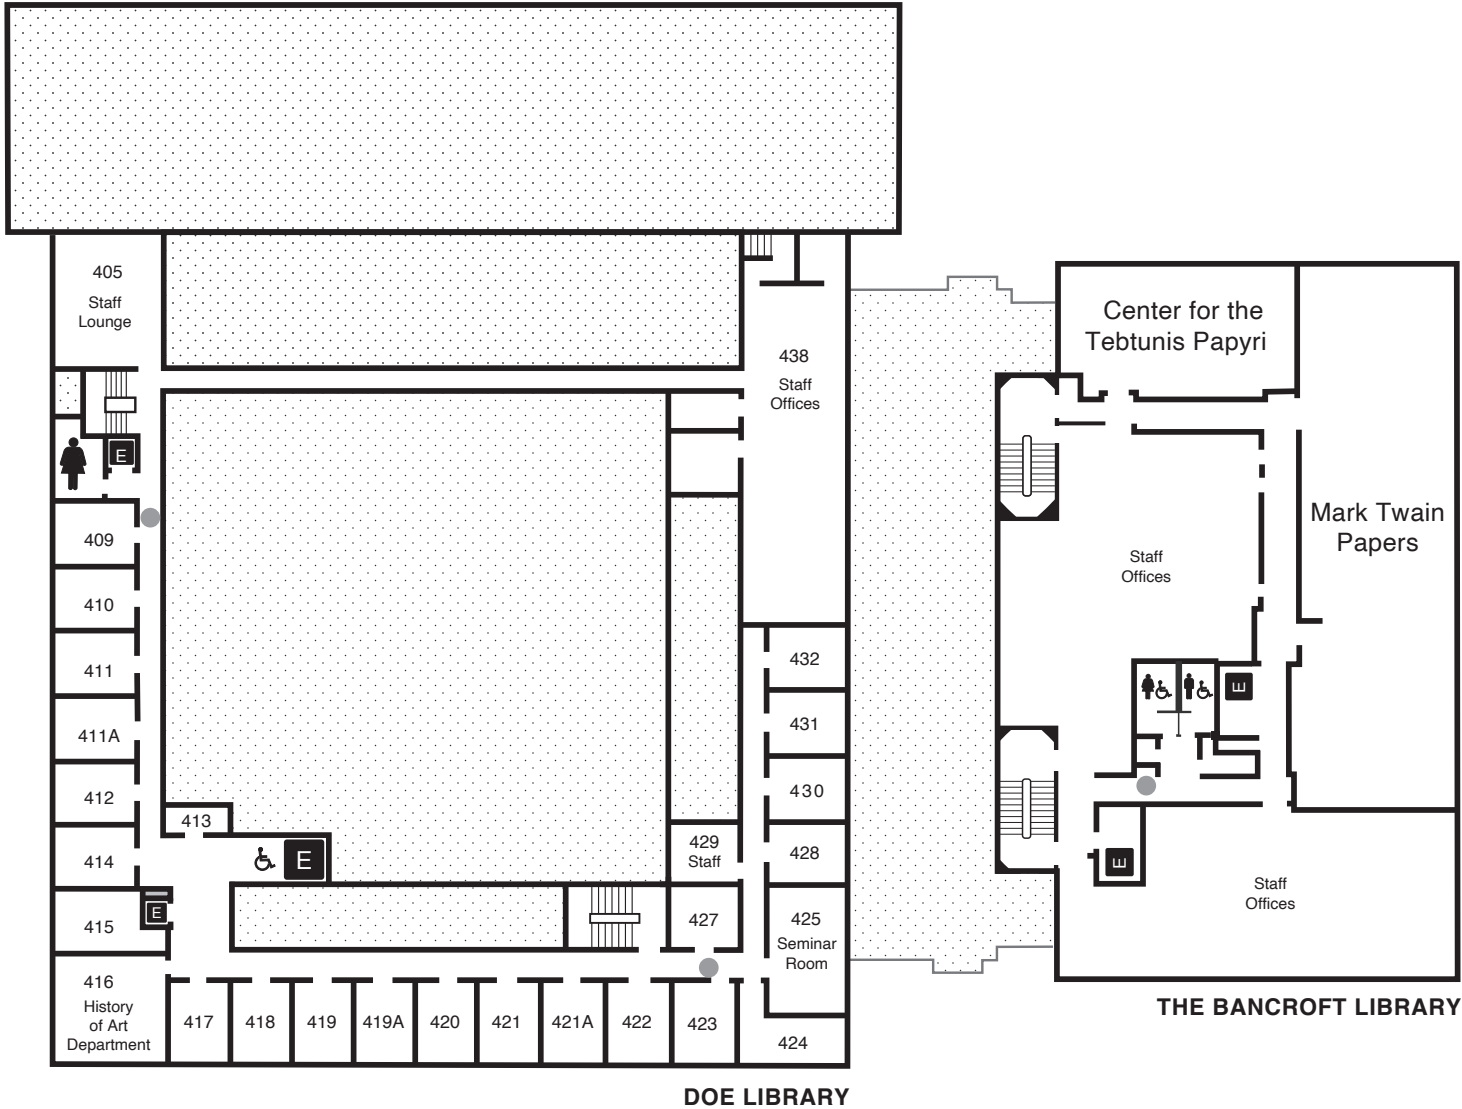 405
Staff
Lounge
438
Staff
Offices
Center for the
Tebtunis Papyri
E
409
410
411
411A
412
413
414
E
E
415
416
History
of Art
Department
417
418
419
419A
420
421
421A
422
423
424
425
Seminar
Room
427
428
429
Staff
430
431
432
Mark Twain
Papers
Staff
Offices
E
E
Staff
Offices
THE BANCROFT LIBRARY
DOE LIBRARY